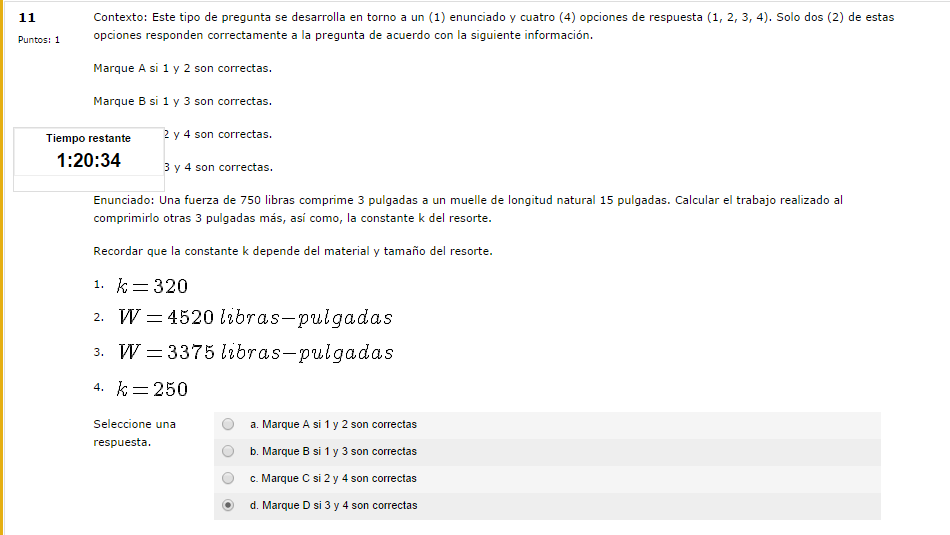 11
Puntos: 1
Contexto: Este tipo de pregunta se desarrolla en torno a un (1) enunciado y cuatro (4) opciones de respuesta (1, 2, 3, 4). Solo dos (2) de estas
opciones responden correctamente a la pregunta de acuerdo con la siguiente información.
Marque A si 1 y 2 son correctas.
Marque B si 1 y 3 son correctas.
2 y 4 son correctas.
3 y 4 son correctas.
Tiempo restante
1:20:34
Enunciado: Una fuerza de 750 libras comprime 3 pulgadas a un muelle de longitud natural 15 pulgadas. Calcular el trabajo realizado al
comprimirlo otras 3 pulgadas más, así como, la constante k del resorte.
Recordar que la constante k depende del material y tamaño del resorte.
1. k = 320
2. W = 4520 libras−pulgadas
3. W = 3375 libras−pulgadas
4. k = 250
Seleccione una
respuesta.
a. Marque A si 1 y 2 son correctas
b. Marque B si 1 y 3 son correctas
c. Marque C si 2 y 4 son correctas
d. Marque D si 3 y 4 son correctas